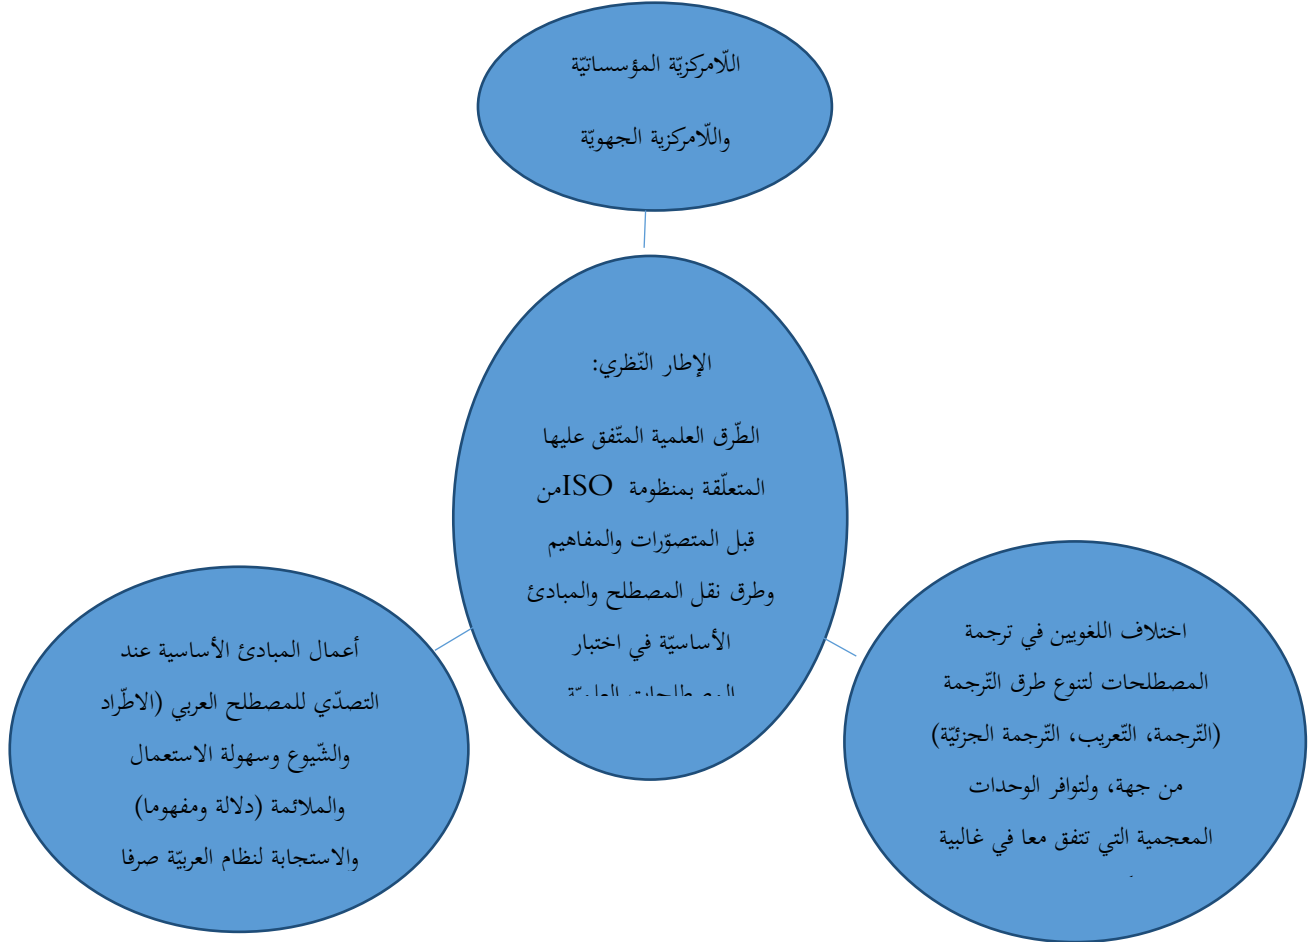 اللّامركزيّة المؤسساتيّة
واللّامركزية الجهويّة
الإطار النّظري:
الطّرق العلمية المتّفق عليها
المتعلّقة بمنظومة ISOمن
قبل المتصوّرات والمفاهيم
وطرق نقل المصطلح والمبادئ
الأساسيّة في اختبار
المصطلحات العلميّة
اختلاف اللغويين في ترجمة
المصطلحات لتنوع طرق التّرجمة
(التّرجمة، التّعريب، التّرجمة الجزئيّة)
من جهة، ولتوافر الوحدات
المعجمية التي تتفق معا في غالبية
أعمال المبادئ الأساسية عند
التصدّي للمصطلح العربي (الاطّراد
والشّيوع وسهولة الاستعمال
والملائمة (دلالة ومفهوما)
والاستجابة لنظام العربيّة صرفا